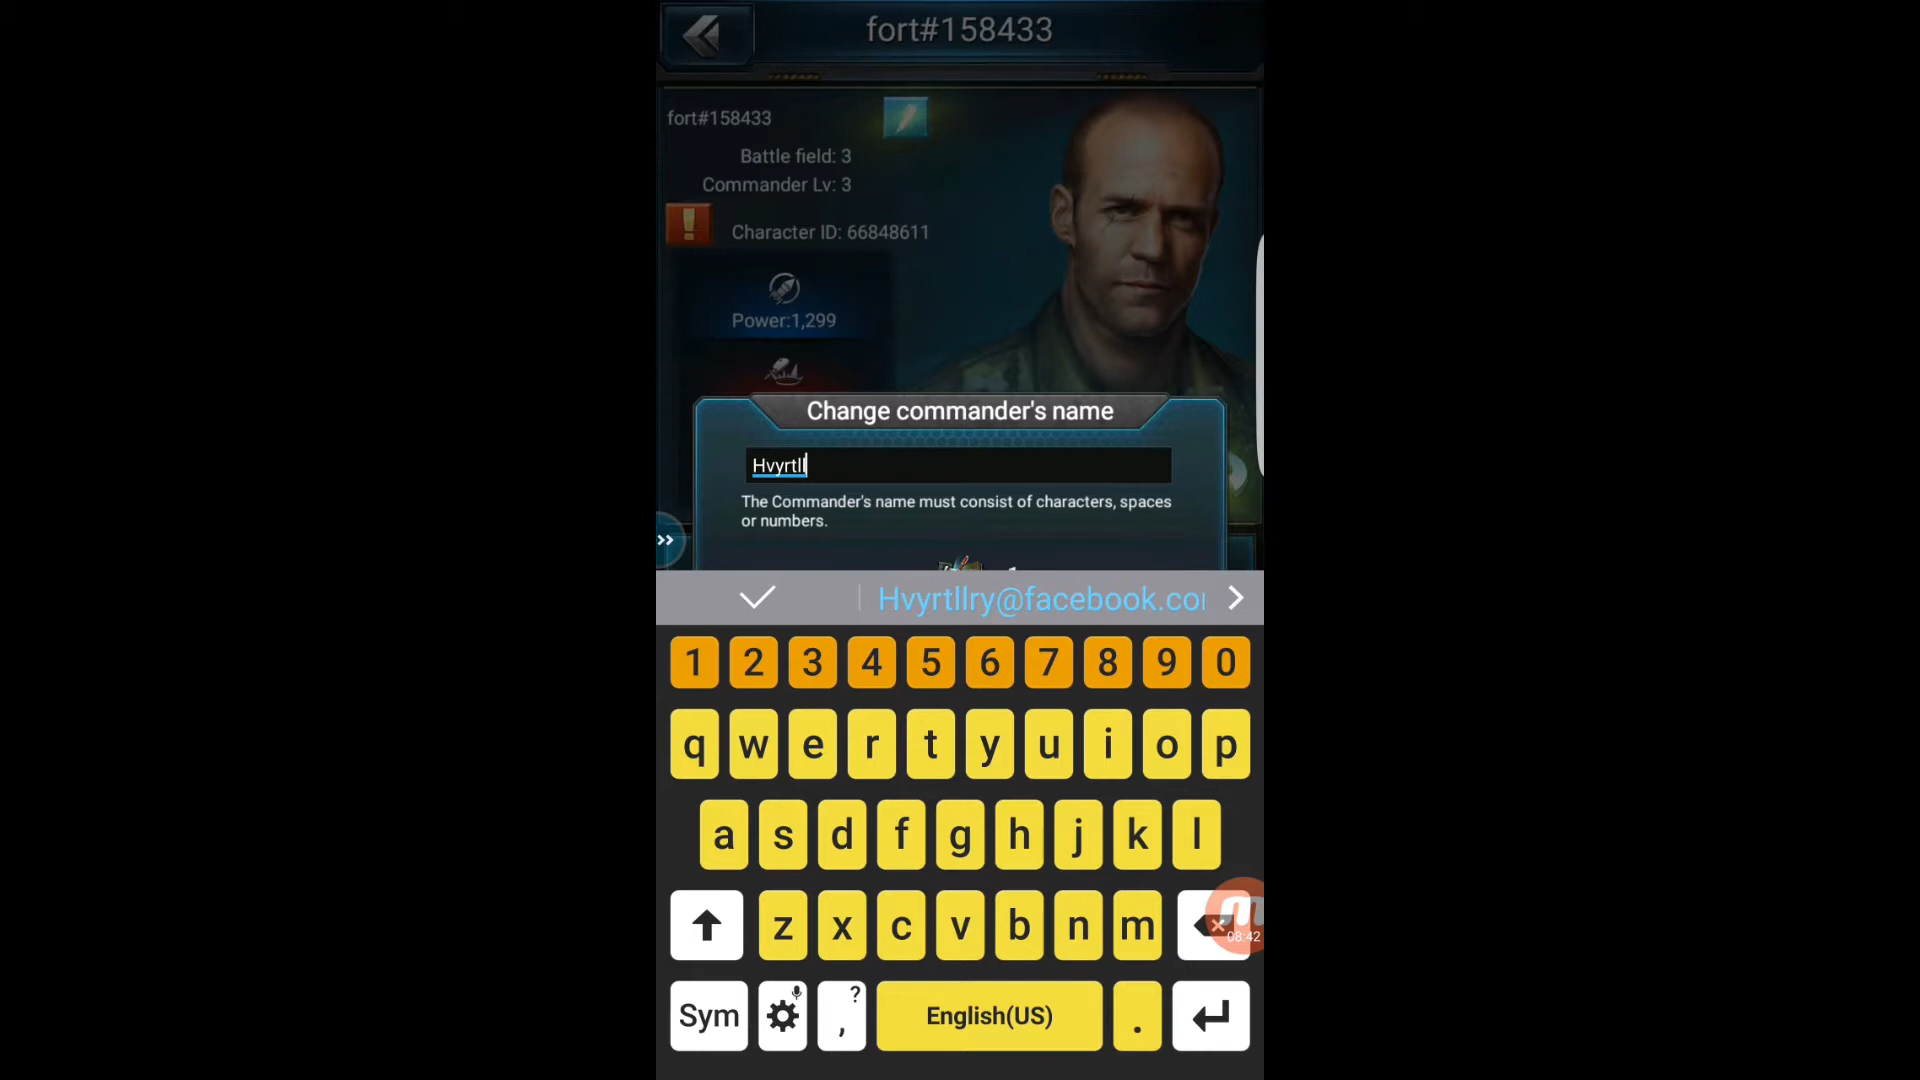 fort#158433
fort#158433
Battle field: 3
Commander Lv: 3
Character ID: 66848611
Power:1,299
Change commander's name
Hvyrtll
The Commander's name must consist of characters, spaces
or numbers.
Hvyrtllry@facebook.co
1 2 3 4 5 6 7 8 9 0
q w e r t y u i o p
a s d f g h j k l
z x c v b n m
08:42
Sym , ? English(US) .